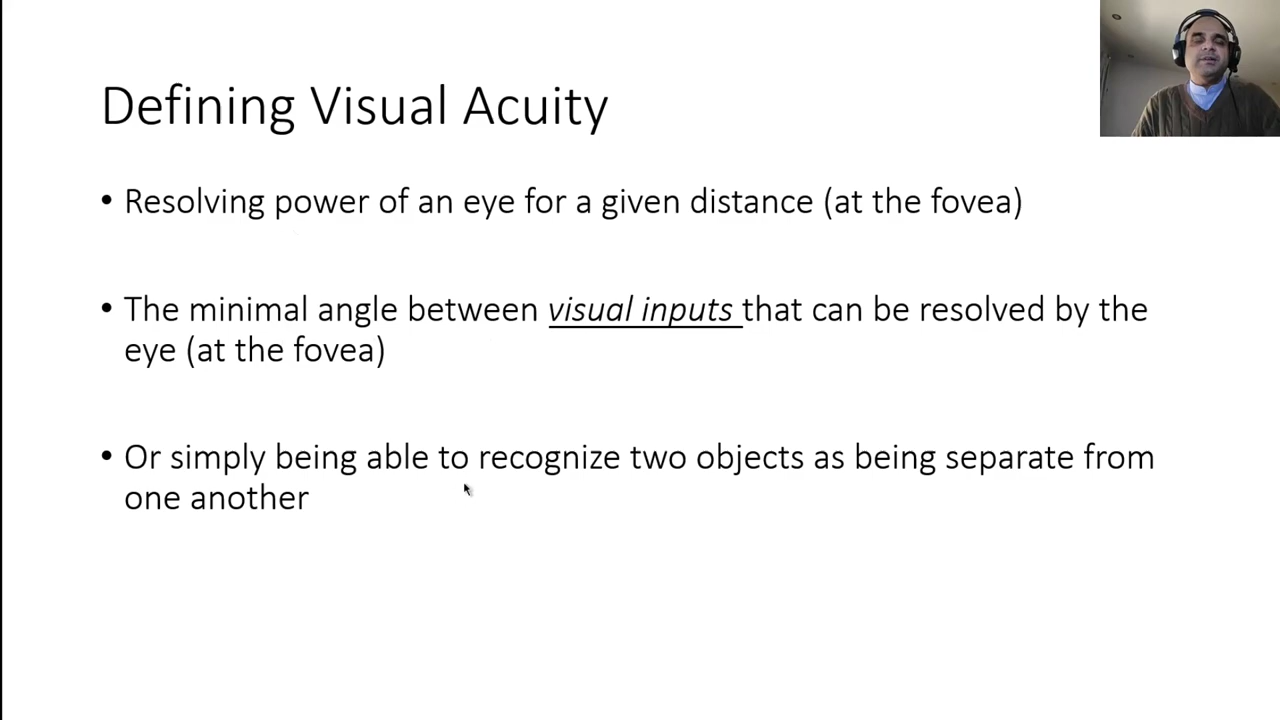 Defining Visual Acuity
• Resolving power of an eye for a given distance (at the fovea)
• The minimal angle between visual inputs that can be resolved by the
eye (at the fovea)
• Or simply being able to recognize two objects as being separate from
one another